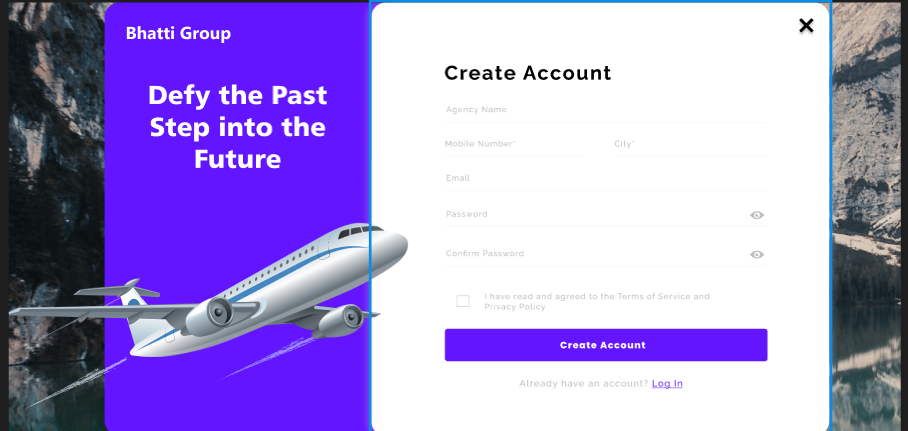 Bhatti Group
Defy the Past
Step into the
Future
Create Account
Agency Name
Mobile Number*
City*
Email
Password
Confirm Password
I have read and agreed to the Terms of Service and
Privacy Policy
Create Account
Already have an account? Log In